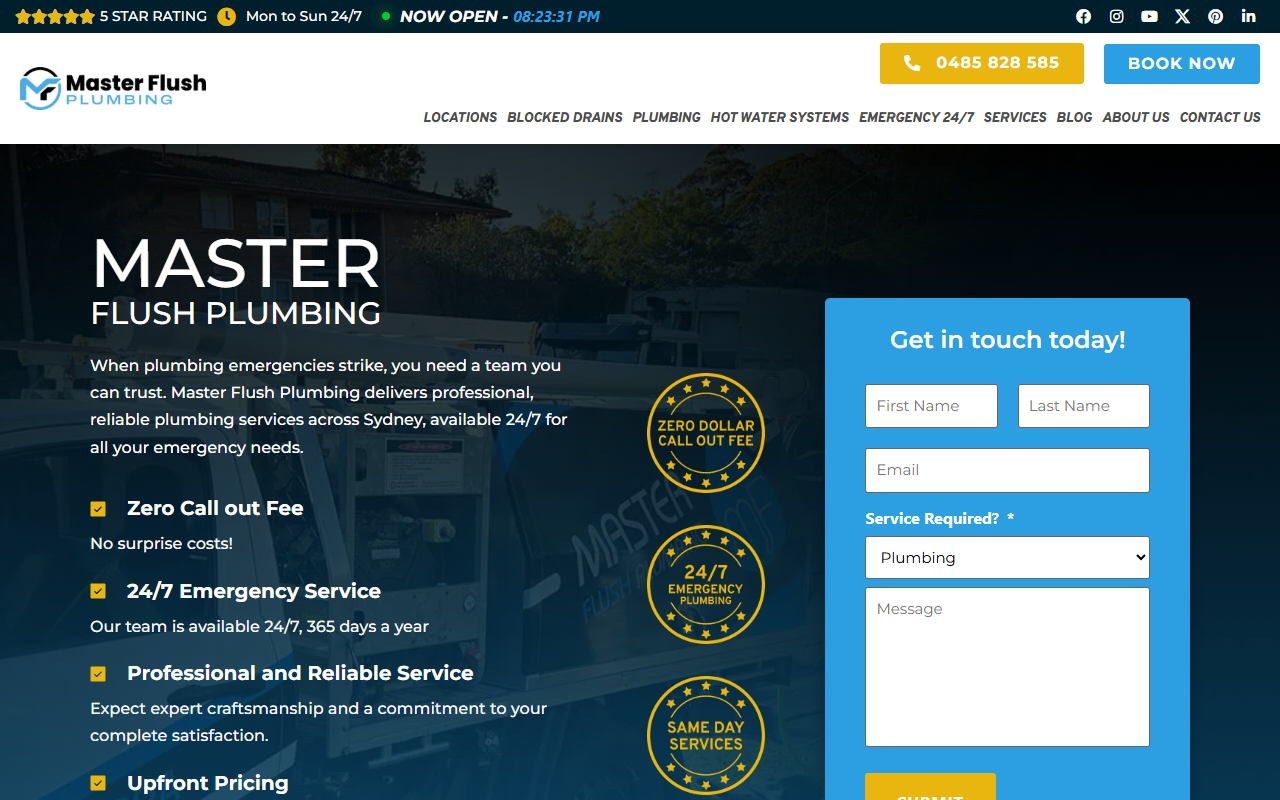 5 STAR RATING
Mon to Sun 24/7
NOW OPEN - 08:23:31 PM
Master Flush
PLUMBING
0485 828 585
BOOK NOW
LOCATIONS BLOCKED DRAINS PLUMBING HOT WATER SYSTEMS EMERGENCY 24/7 SERVICES BLOG ABOUT US CONTACT US
MASTER
FLUSH PLUMBING
When plumbing emergencies strike, you need a team you
can trust. Master Flush Plumbing delivers professional,
reliable plumbing services across Sydney, available 24/7 for
all your emergency needs.
Zero Call out Fee
No surprise costs!
24/7 Emergency Service
Our team is available 24/7, 365 days a year
Professional and Reliable Service
Expect expert craftsmanship and a commitment to your
complete satisfaction.
Upfront Pricing
ZERO DOLLAR
CALL OUT FEE
24/7
EMERGENCY
PLUMBING
SAME DAY
SERVICES
MASTER
Get in touch today!
First Name
Last Name
Email
Service Required? *
Plumbing
Message
SUBMIT